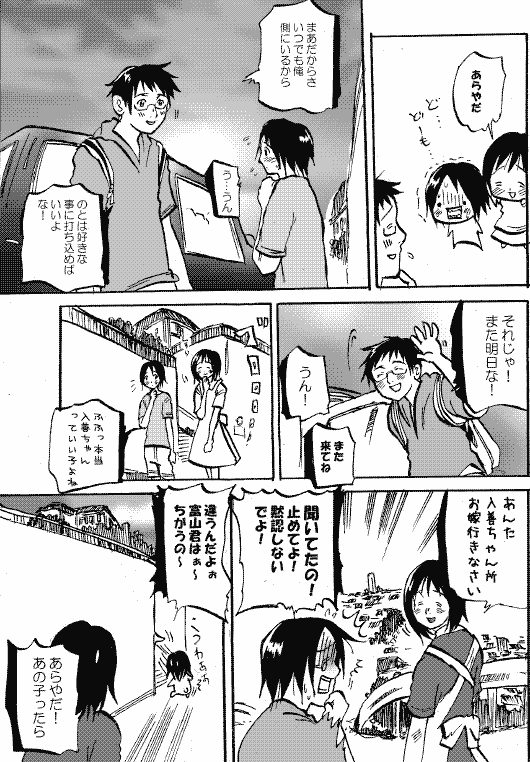 あらやだ
ど…
ども…
まあだからさ
いつでも俺
側にいるから
う…うん
のとは好きな
事に打ち込めば
いいよ
な！
それじゃ！
また明日な！
うん！
また
来てね
ふふっ本当
入善ちゃん
っていい子よね
あんた
入善ちゃん所
お嫁行きなさい
聞いてたの！
止めてよ！
黙認しない
でよ！
違うんだよぉ
富山君はぁ～
ちがうの～
うわぁぁ
あらやだ！
あの子ったら